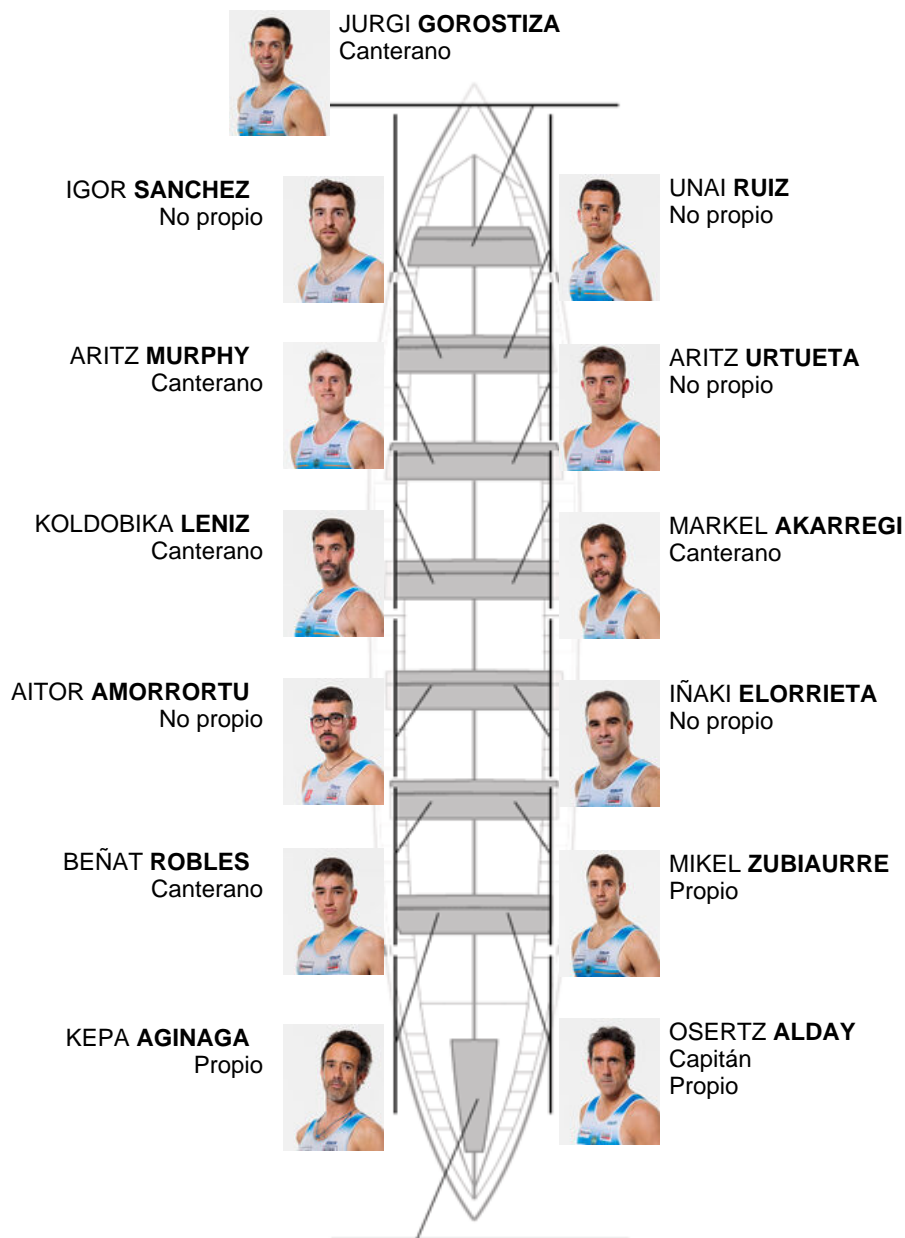 JURGI GOROSTIZA
Canterano
IGOR SANCHEZ
No propio
UNAI RUIZ
No propio
ARITZ MURPHY
Canterano
ARITZ URTUETA
No propio
KOLDOBIKA LENIZ
Canterano
MARKEL AKARREGI
Canterano
AITOR AMORRORTU
No propio
IÑAKI ELORRIETA
No propio
BEÑAT ROBLES
Canterano
MIKEL ZUBIAURRE
Propio
KEPA AGINAGA
Propio
OSERTZ ALDAY
Capitán
Propio